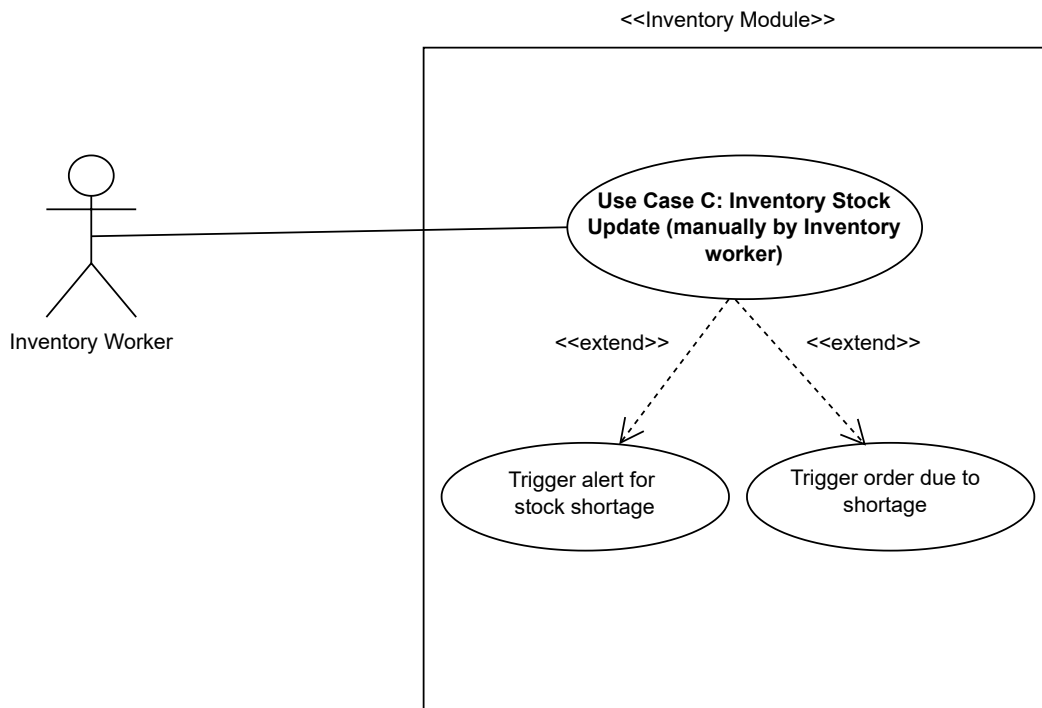 <<Inventory Module>>
Use Case C: Inventory Stock
Update (manually by Inventory
worker)
Inventory Worker
<<extend>>
<<extend>>
Trigger alert for
stock shortage
Trigger order due to
shortage